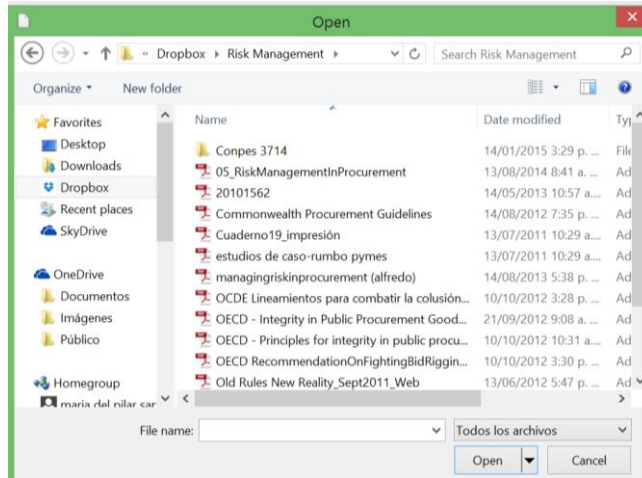 Open
« Dropbox ▸ Risk Management ▸ Search Risk Management
Organize New folder
Name Date modified
Favorites
Desktop
Downloads
Dropbox
Recent places
SkyDrive
OneDrive
Documentos
Imágenes
Público
Homegroup
maria del pilar sar
Conpes 3714 14/01/2015 3:29 p. ... File
05_RiskManagementInProcurement 13/08/2014 8:41 a. ... Ad
20101562 14/05/2013 10:57 a.... Ad
Commonwealth Procurement Guidelines 14/08/2012 7:35 p. ... Ad
Cuaderno19_impresión 13/07/2011 10:29 a.... Ad
estudios de caso-rumbo pymes 13/07/2011 10:29 a.... Ad
managingriskinprocurement (alfredo) 14/08/2013 5:38 p. ... Ad
OCDE Lineamientos para combatir la colusión... 10/10/2012 3:28 p. ... Ad
OECD - Integrity in Public Procurement Good... 21/09/2012 9:08 a. ... Ad
OECD - Principles for integrity in public procu... 10/10/2012 10:31 a.... Ad
OECD RecommendationOnFightingBidRiggin... 10/10/2012 3:30 p. ... Ad
Old Rules New Reality_Sept2011_Web 13/06/2012 5:47 p. ... Ad
File name: Todos los archivos
Open Cancel